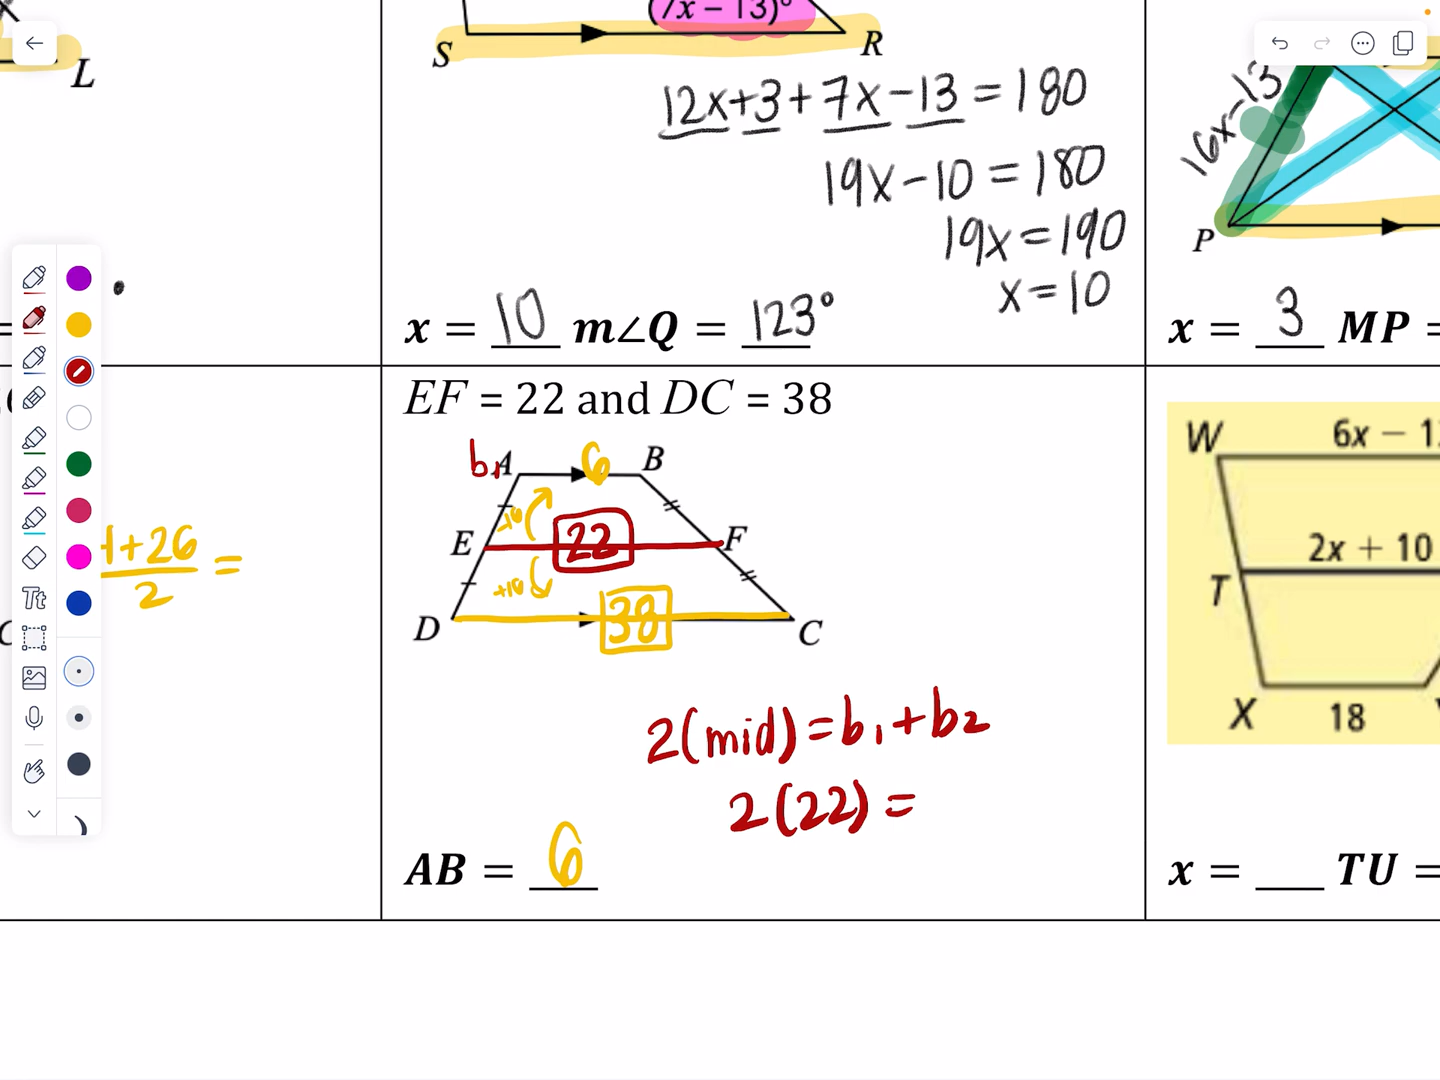 (7x − 13)°
S
R
L
12x+3+7x-13=180
19x-10=180
19x=190
x=10
x = 10 m∠Q = 123°
16x-13
P
x = 3 MP =
EF = 22 and DC = 38
b₁
A
6
B
E
22
F
+16
D
38
C
+26
2
=
2(mid)=b₁+b₂
2(22)=
AB = 6
W
6x − 1
T
2x + 10
X
18
x = ___ TU =
Tt